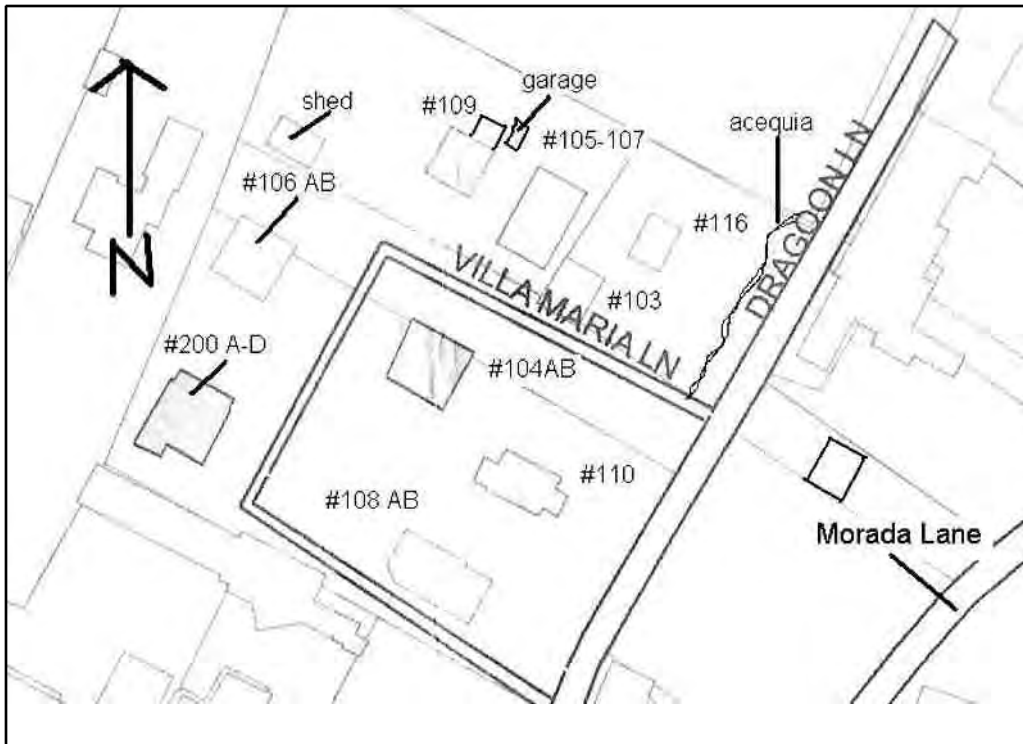 garage
shed
#109
#105-107
acequia
#106 AB
#116
DRAGOON LN
VILLA MARIA LN
#103
N
#200 A-D
#104AB
#110
#108 AB
Morada Lane